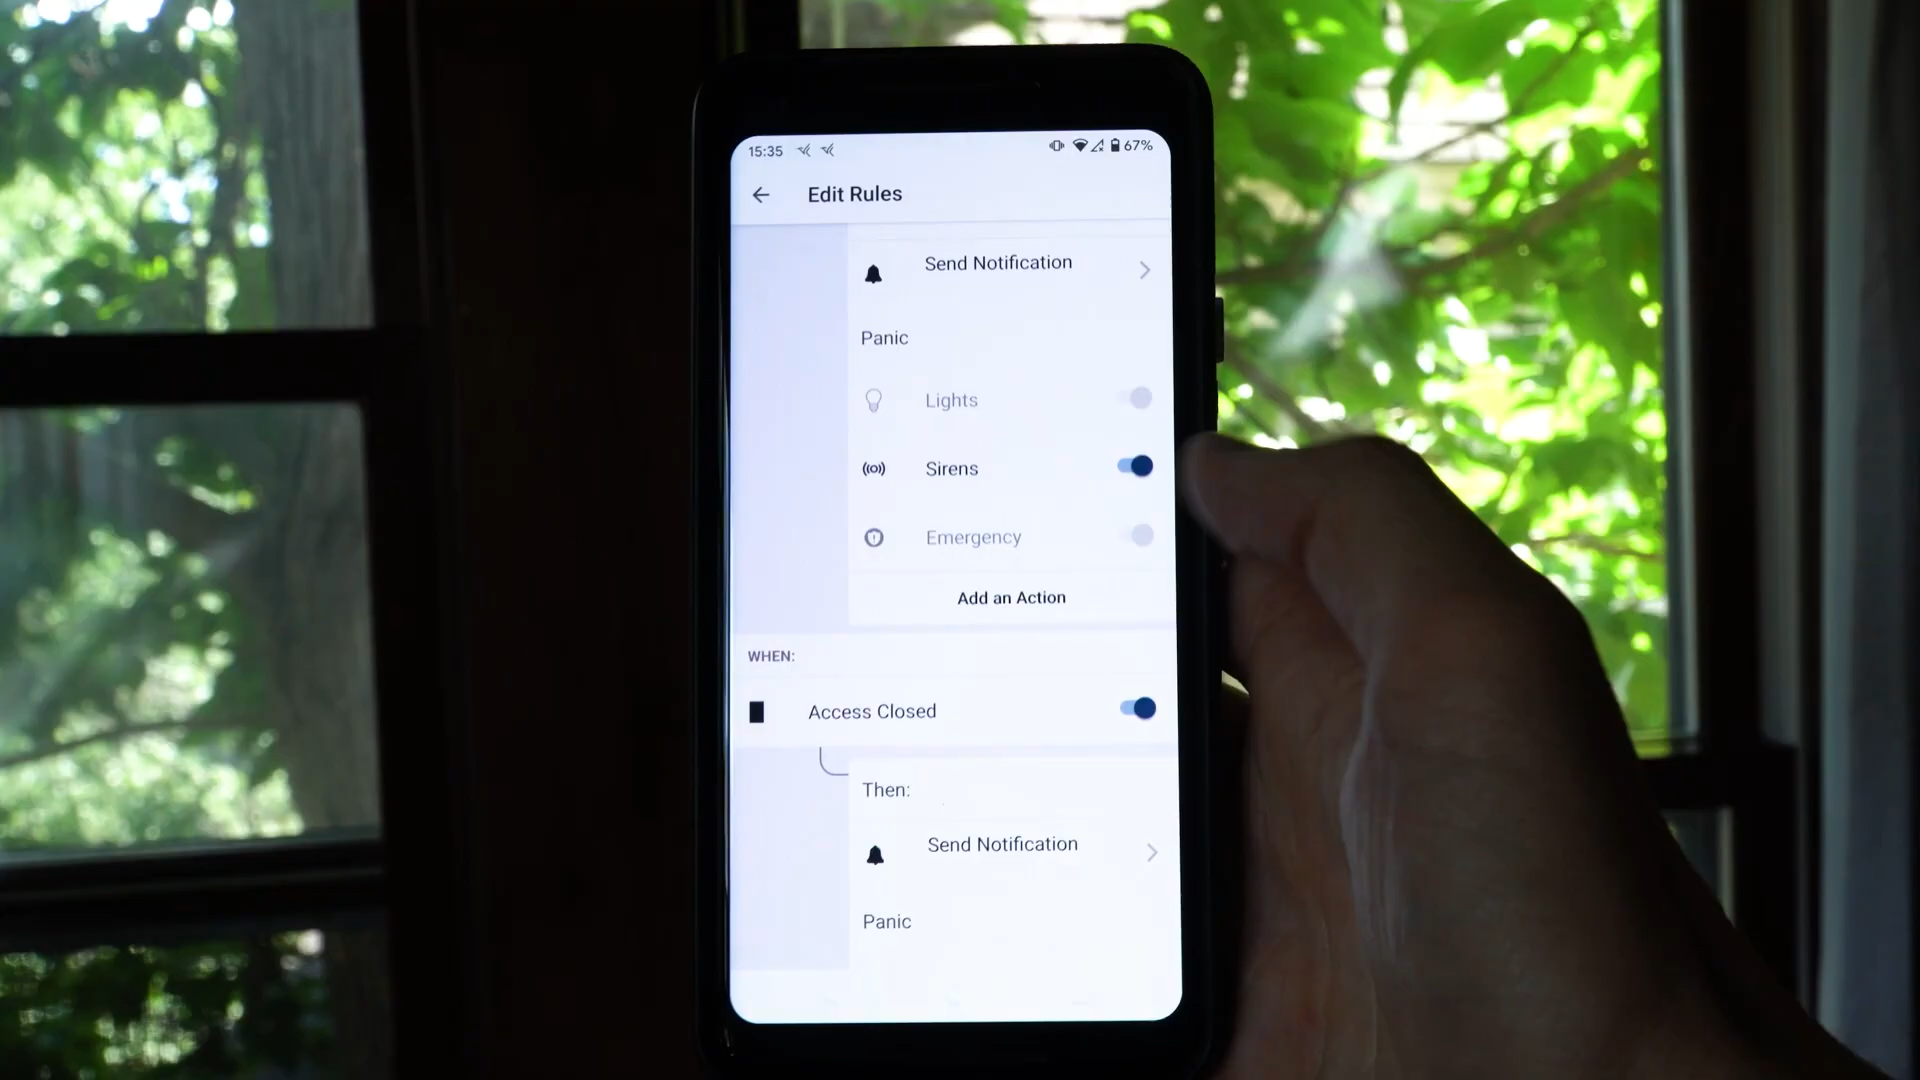 15:35 67%
Edit Rules
Send Notification
Panic
Lights
Sirens
Emergency
Add an Action
WHEN:
Access Closed
Then:
Send Notification
Panic